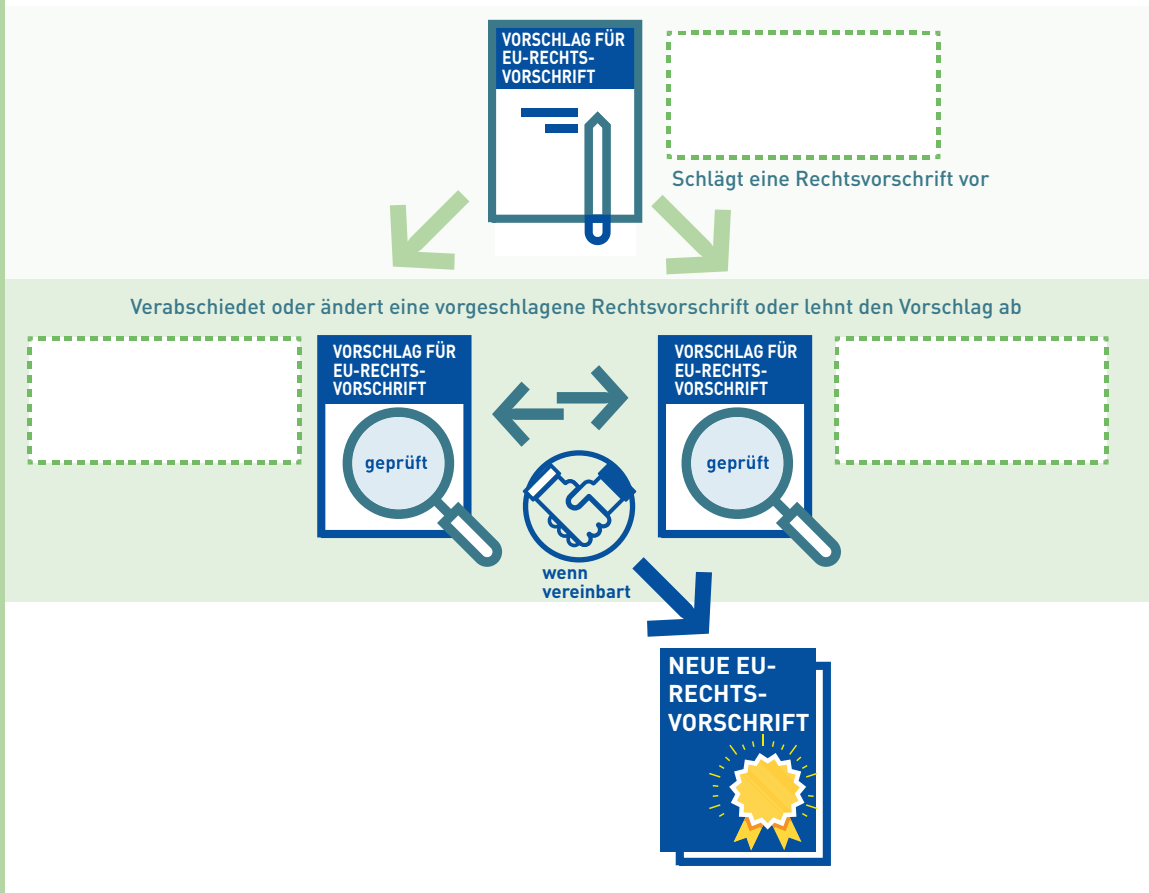 VORSCHLAG FÜR
EU-RECHTS-
VORSCHRIFT
Schlägt eine Rechtsvorschrift vor
Verabschiedet oder ändert eine vorgeschlagene Rechtsvorschrift oder lehnt den Vorschlag ab
VORSCHLAG FÜR
EU-RECHTS-
VORSCHRIFT
geprüft
VORSCHLAG FÜR
EU-RECHTS-
VORSCHRIFT
geprüft
wenn
vereinbart
NEUE EU-
RECHTS-
VORSCHRIFT